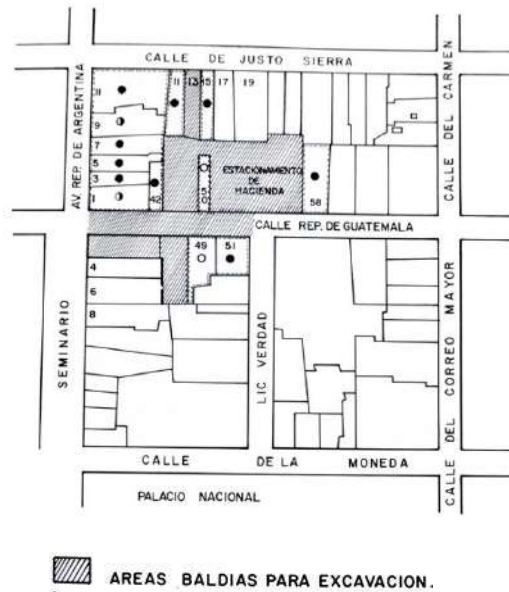 CALLE DE JUSTO SIERRA
AV. REP. DE ARGENTINA
CALLE DEL CARMEN
11
13
15
17
19
11
9
7
5
3
1
42
50
ESTACIONAMIENTO
DE
HACIENDA
58
CALLE REP. DE GUATEMALA
49
51
4
6
8
SEMINARIO
LIC VERDAD
CALLE DEL CORREO MAYOR
CALLE DE LA MONEDA
PALACIO NACIONAL
AREAS BALDIAS PARA EXCAVACION.